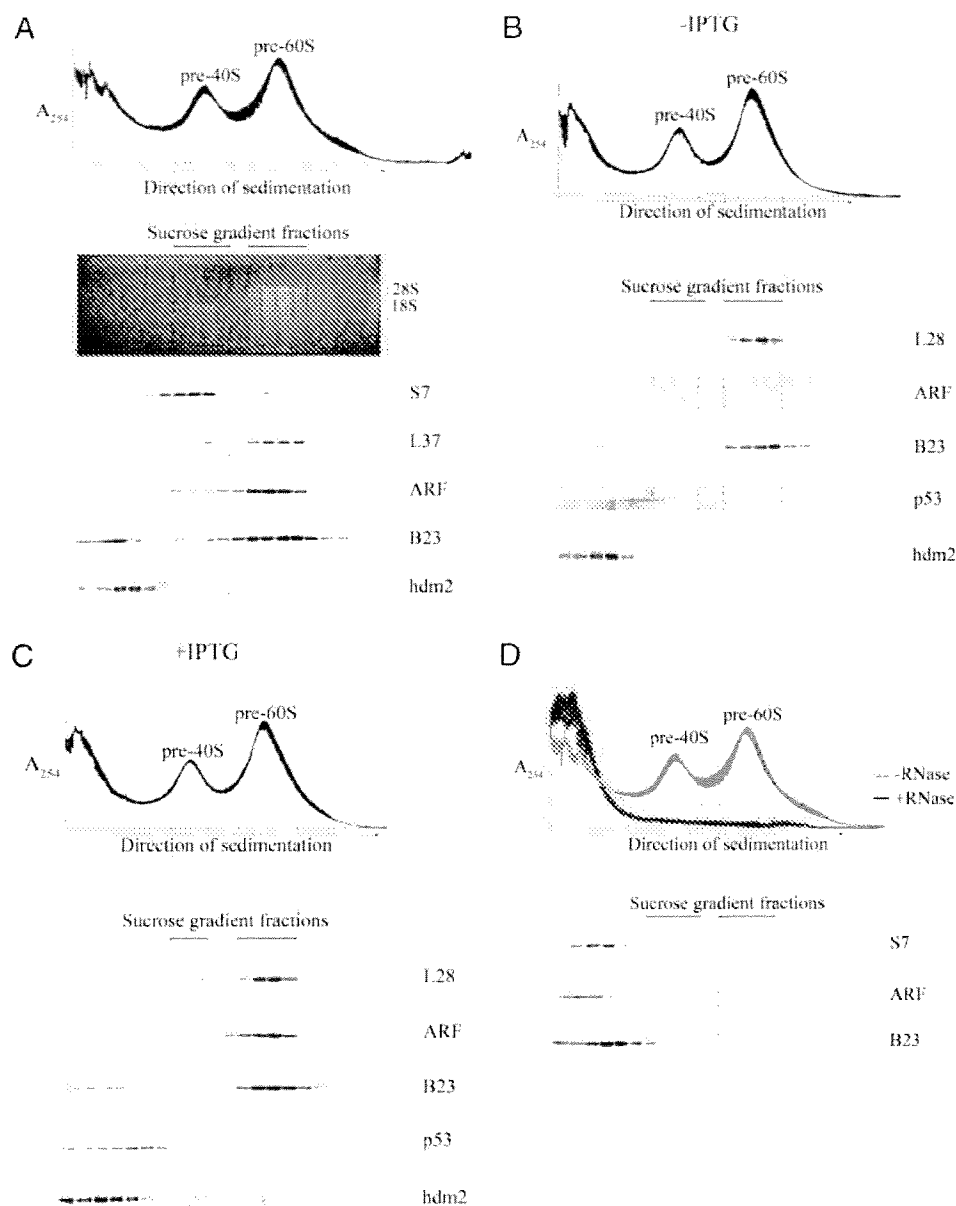 A
pre-60S
pre-40S
A254
Direction of sedimentation
Sucrose gradient fractions
28S
18S
S7
L37
ARF
B23
hdm2
B
-IPTG
pre-60S
pre-40S
A254
Direction of sedimentation
Sucrose gradient fractions
L28
ARF
B23
p53
hdm2
C
+IPTG
pre-60S
pre-40S
A254
Direction of sedimentation
Sucrose gradient fractions
L28
ARF
B23
p53
hdm2
D
pre-60S
pre-40S
A254
-RNase
+RNase
Direction of sedimentation
Sucrose gradient fractions
S7
ARF
B23